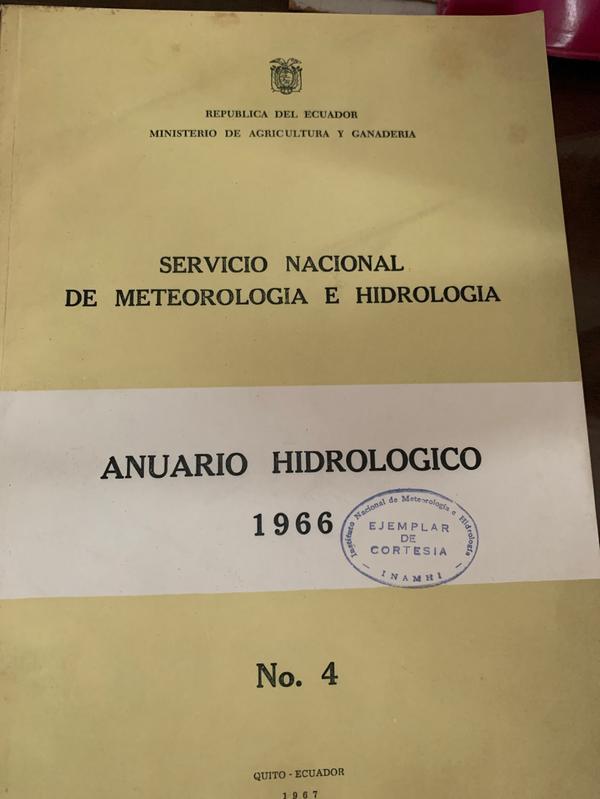 REPUBLICA DEL ECUADOR
MINISTERIO DE AGRICULTURA Y GANADERIA
SERVICIO NACIONAL
DE METEOROLOGIA E HIDROLOGIA
ANUARIO HIDROLOGICO
1966
Instituto Nacional de Meteorología e Hidrología
EJEMPLAR
DE
CORTESIA
— INAMHI —
No. 4
QUITO - ECUADOR
1967